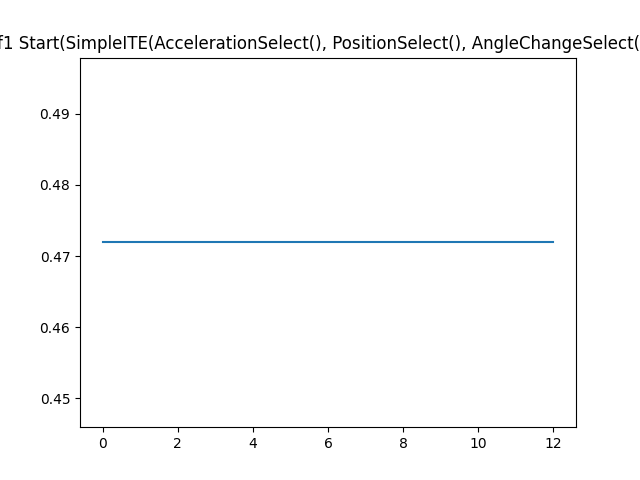 f1 Start(SimpleITE(AccelerationSelect(), PositionSelect(), AngleChangeSelect(
0.49
0.48
0.47
0.46
0.45
0 2 4 6 8 10 12